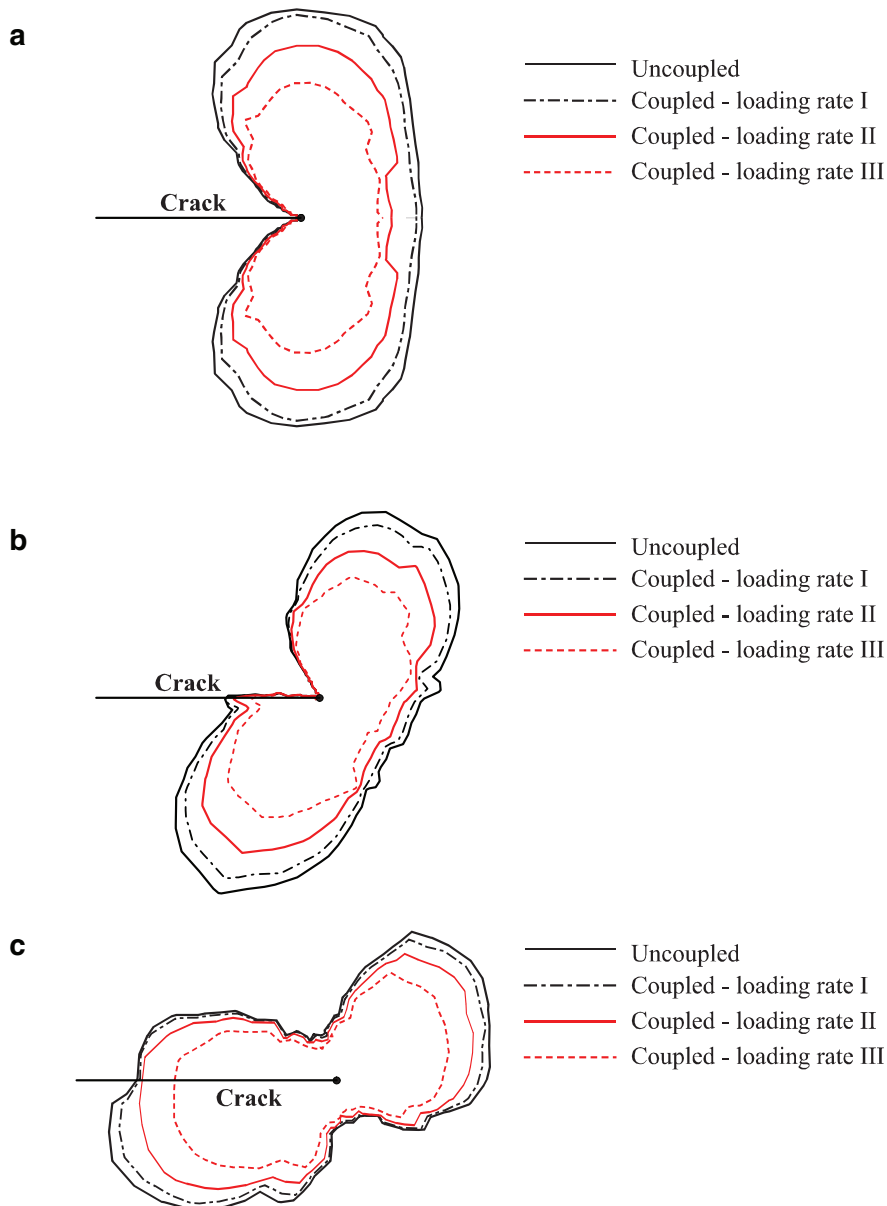 a
Uncoupled
Coupled - loading rate I
Coupled - loading rate II
Coupled - loading rate III
Crack
b
Uncoupled
Coupled - loading rate I
Coupled - loading rate II
Coupled - loading rate III
Crack
c
Uncoupled
Coupled - loading rate I
Coupled - loading rate II
Coupled - loading rate III
Crack